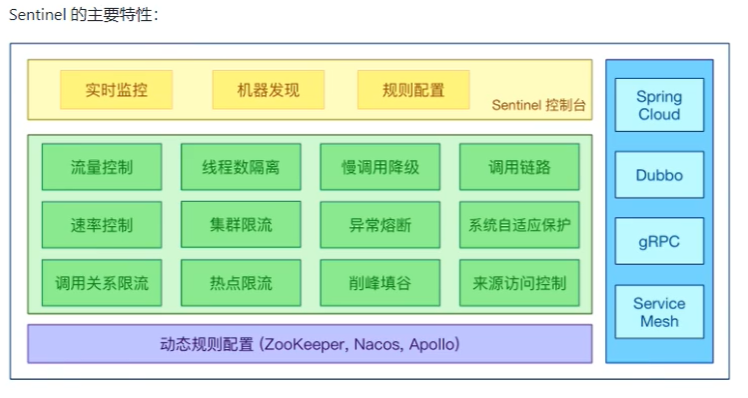 Sentinel 的主要特性：
实时监控
机器发现
规则配置
Sentinel 控制台
流量控制
线程数隔离
慢调用降级
调用链路
速率控制
集群限流
异常熔断
系统自适应保护
调用关系限流
热点限流
削峰填谷
来源访问控制
动态规则配置 (ZooKeeper, Nacos, Apollo)
Spring
Cloud
Dubbo
gRPC
Service
Mesh